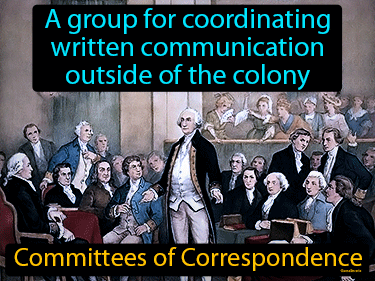 A group for coordinating
written communication
outside of the colony
Committees of Correspondence